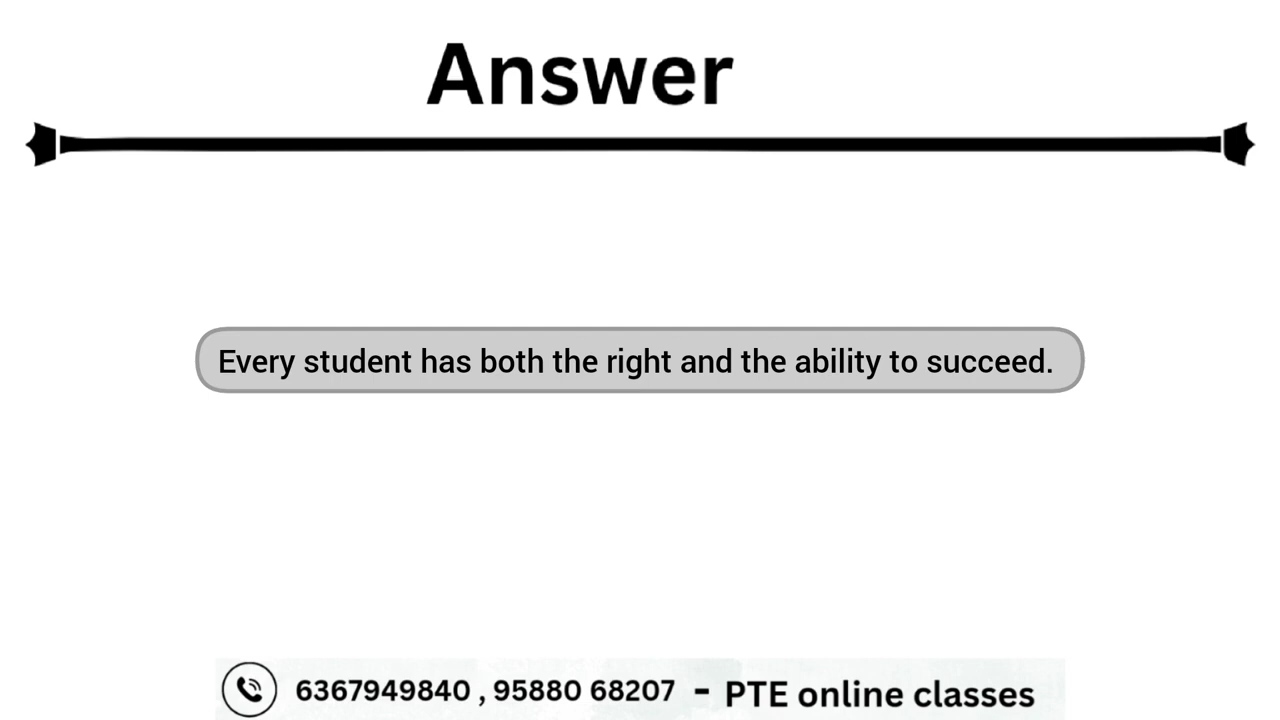 Answer
Every student has both the right and the ability to succeed.
6367949840 , 95880 68207 - PTE online classes